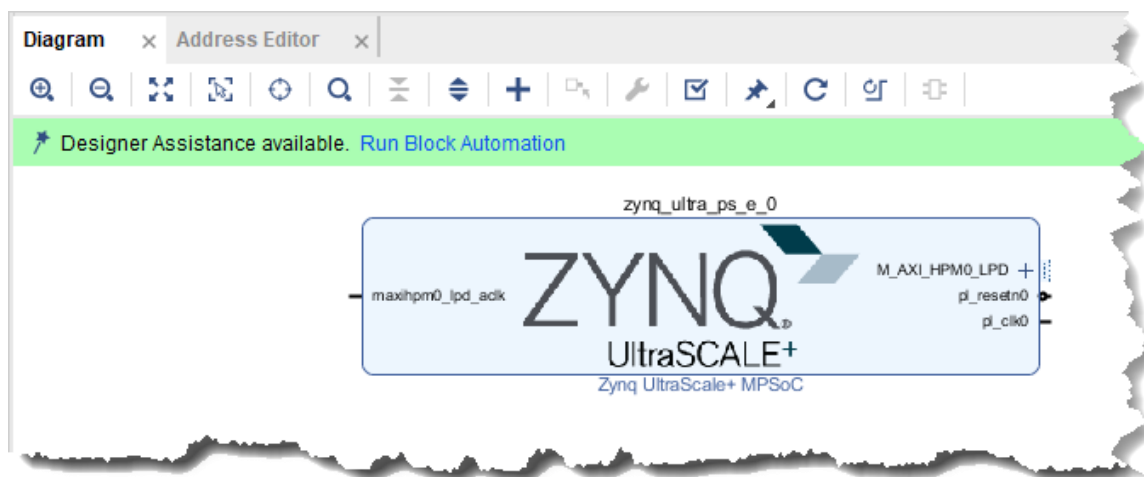 Diagram
Address Editor
Designer Assistance available. Run Block Automation
zynq_ultra_ps_e_0
maxihpm0_lpd_aclk
ZYNQ
UltraSCALE+
M_AXI_HPM0_LPD
pl_resetn0
pl_clk0
Zynq UltraScale+ MPSoC